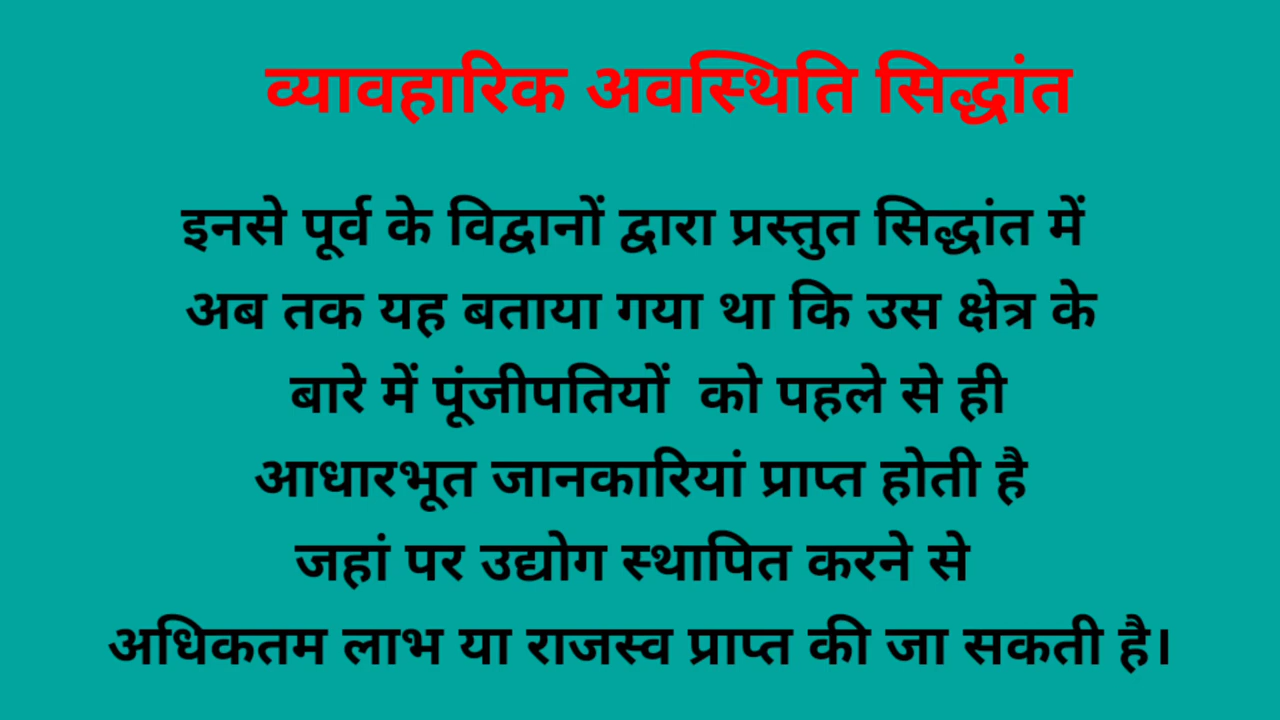 व्यावहारिक अवस्थिति सिद्धांत
इनसे पूर्व के विद्वानों द्वारा प्रस्तुत सिद्धांत में
अब तक यह बताया गया था कि उस क्षेत्र के
बारे में पूंजीपतियों को पहले से ही
आधारभूत जानकारियां प्राप्त होती है
जहां पर उद्योग स्थापित करने से
अधिकतम लाभ या राजस्व प्राप्त की जा सकती है।